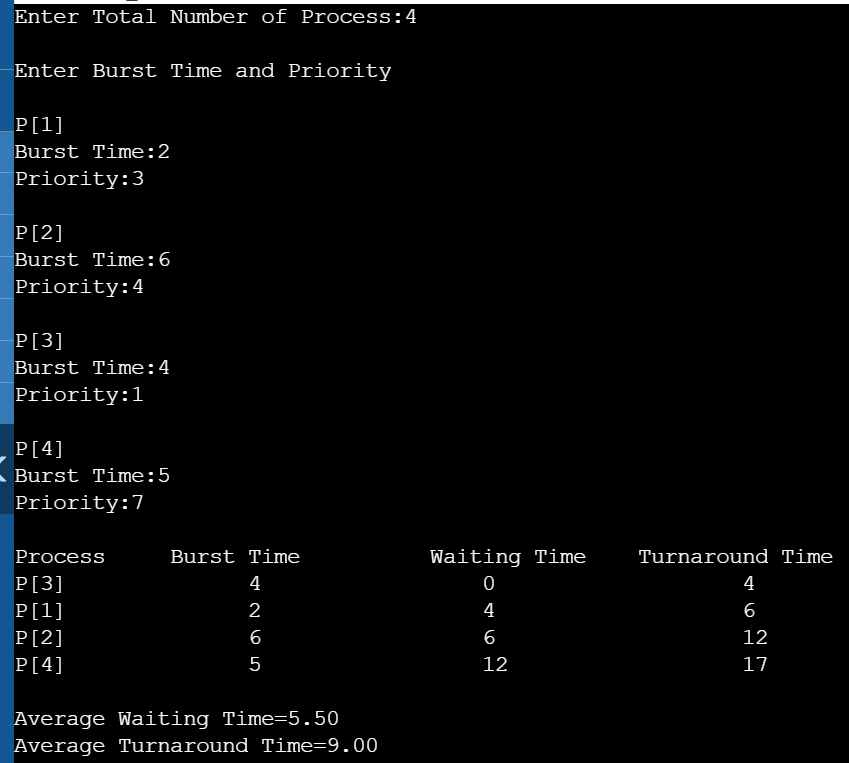 Enter Total Number of Process:4
Enter Burst Time and Priority
P[1]
Burst Time:2
Priority:3
P[2]
Burst Time:6
Priority:4
P[3]
Burst Time:4
Priority:1
P[4]
Burst Time:5
Priority:7
Process Burst Time Waiting Time Turnaround Time
P[3] 4 0 4
P[1] 2 4 6
P[2] 6 6 12
P[4] 5 12 17
Average Waiting Time=5.50
Average Turnaround Time=9.00